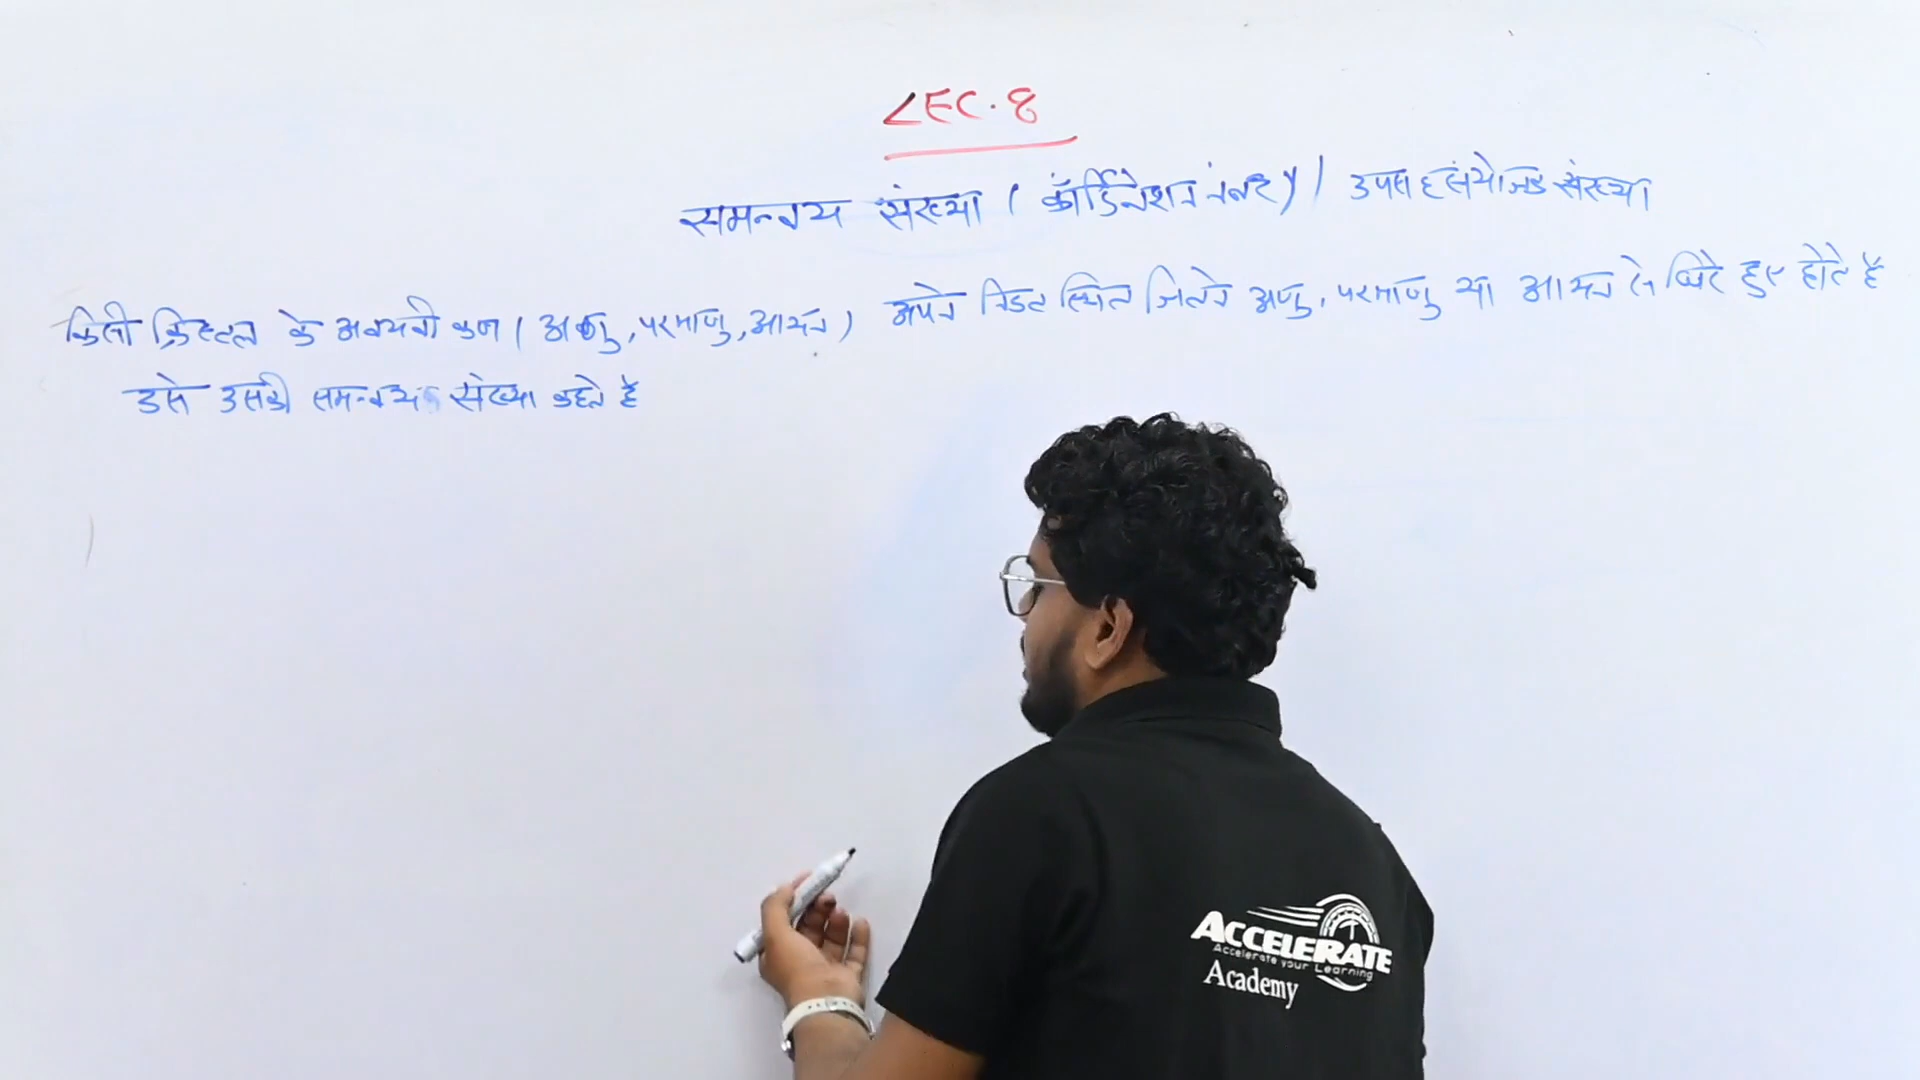 LEC.8
समन्वय संख्या ( कॉर्डिनेशन नंबर ) / उपसहसंयोजक संख्या
किसी क्रिस्टल के अवयवी कण ( अणु, परमाणु, आयन ) अपने निकट स्थित जितने अणु, परमाणु या आयन से घिरे हुए होते है
उसे उसकी समन्वय संख्या कहते है
ACCELERATE
Accelerate your Learning
Academy